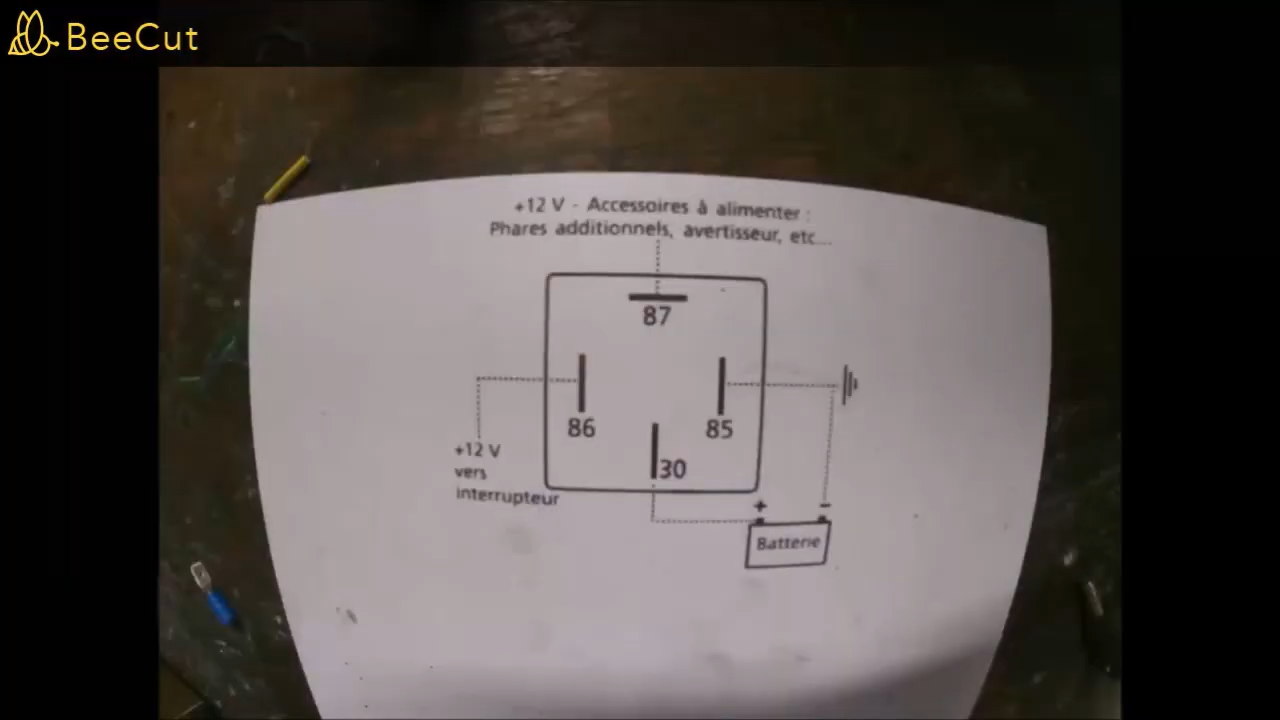 BeeCut
+12 V - Accessoires à alimenter :
Phares additionnels, avertisseur, etc...
87
86
85
30
+12 V
vers
interrupteur
+ -
Batterie